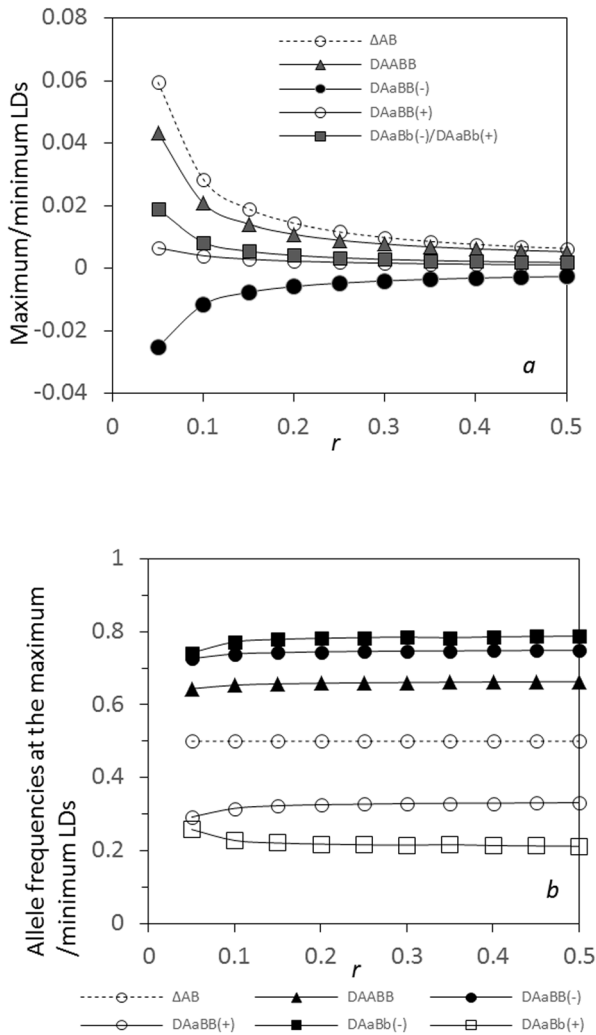 0.08
0.06
0.04
0.02
0
-0.02
-0.04
Maximum/minimum LDs
ΔAB
DAABB
DAaBB(-)
DAaBB(+)
DAaBb(-)/DAaBb(+)
a
0 0.1 0.2 0.3 0.4 0.5
r
1
0.8
0.6
0.4
0.2
0
Allele frequencies at the maximum
/minimum LDs
b
0 0.1 0.2 0.3 0.4 0.5
r
ΔAB DAABB DAaBB(-)
DAaBB(+) DAaBb(-) DAaBb(+)